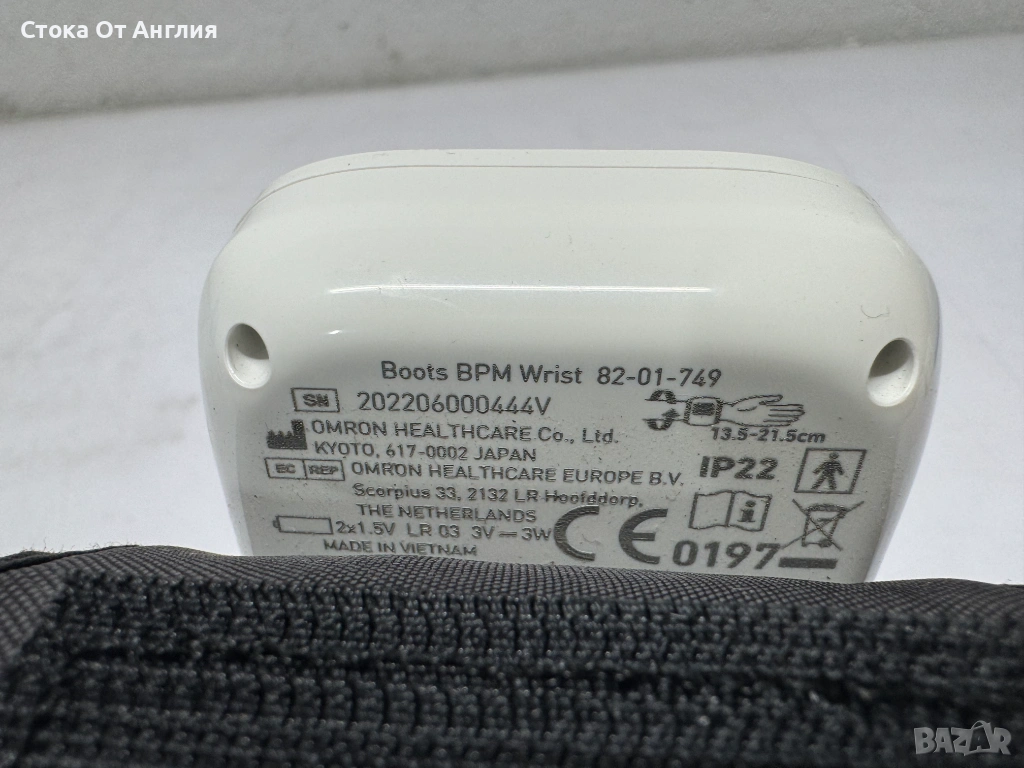 Стока От Англия
Boots BPM Wrist 82-01-749
SN 202206000444V
13.5-21.5cm
OMRON HEALTHCARE Co., Ltd.
KYOTO, 617-0002 JAPAN
EC REP OMRON HEALTHCARE EUROPE B.V.
IP22
Scorpius 33, 2132 LR Hoofddorp,
THE NETHERLANDS
2x1.5V LR 03 3V⎓3W
CE 0197
MADE IN VIETNAM
BAZAR